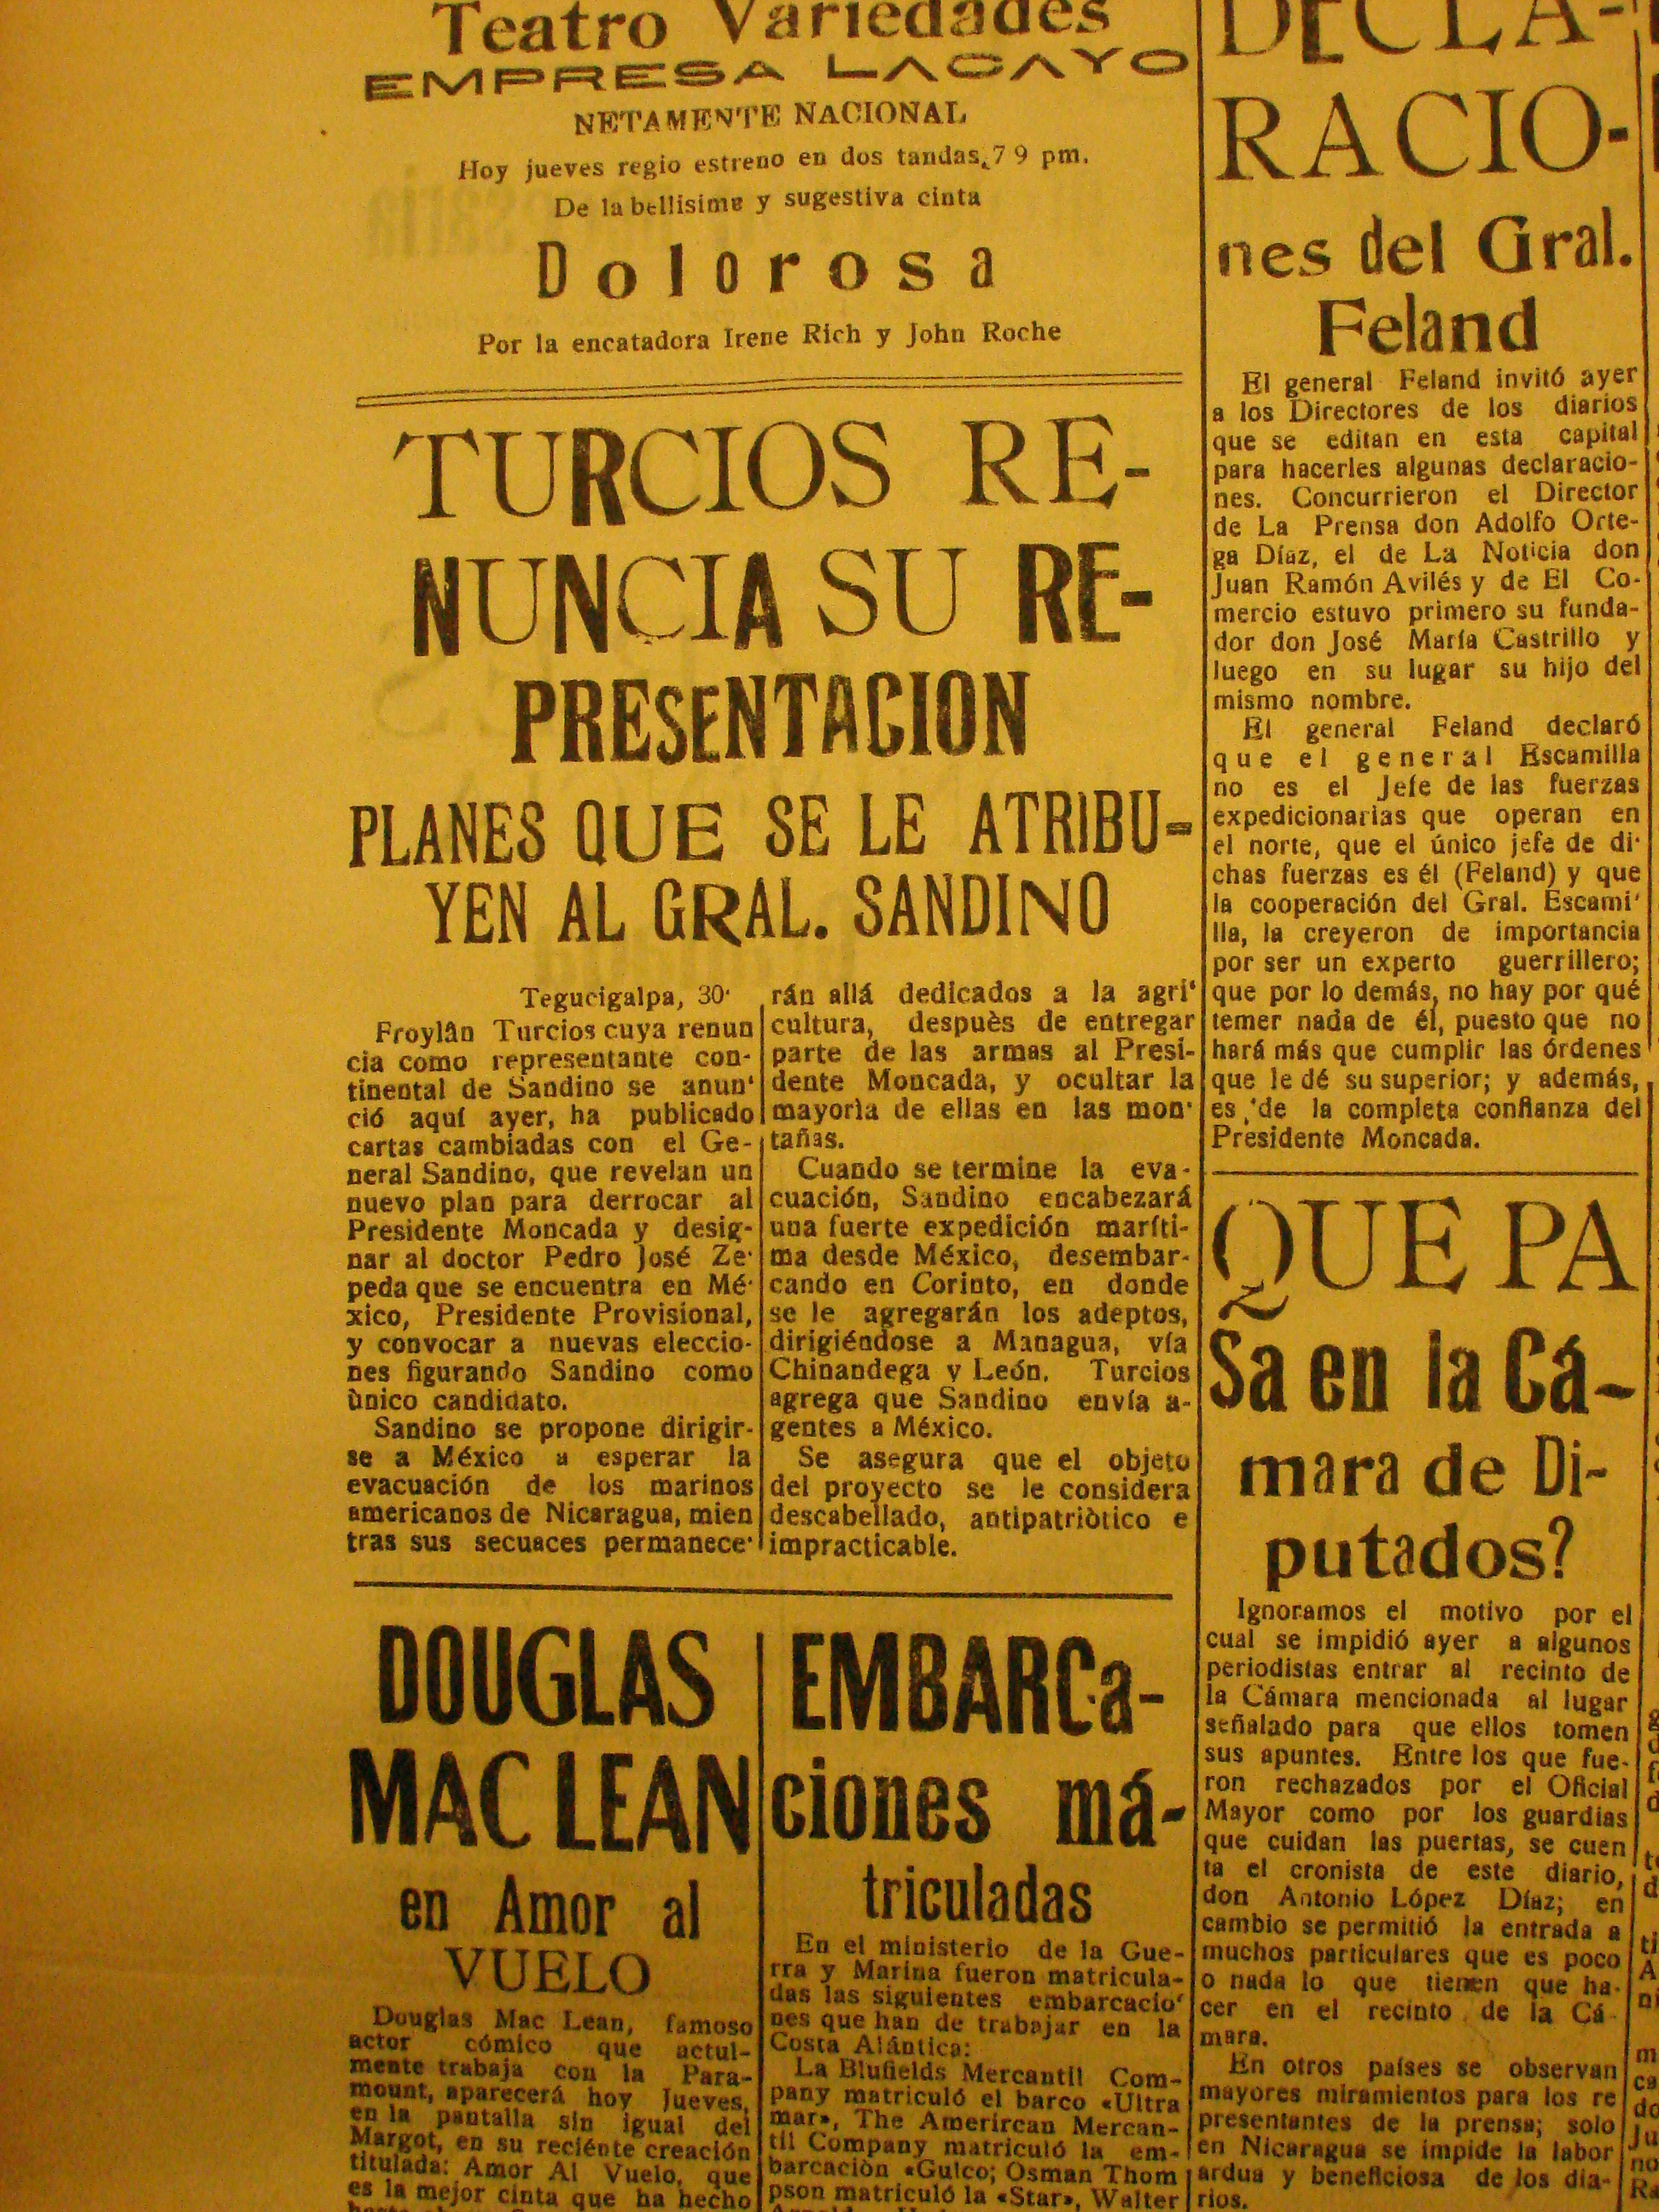 Teatro Variedades
EMPRESA LACAYO
NETAMENTE NACIONAL
Hoy jueves regio estreno en dos tandas, 7 9 pm.
De la bellisime y sugestiva cinta
Dolorosa
Por la encatadora Irene Rich y John Roche
TURCIOS RE-
NUNCIA SU RE-
PRESENTACION
PLANES QUE SE LE ATRIBU-
YEN AL GRAL. SANDINO
Tegucigalpa, 30·
Froylân Turcios cuya renun
cia como representante con-
tinental de Sandino se anun'
ció aquí ayer, ha publicado
cartas cambiadas con el Ge-
neral Sandino, que revelan un
nuevo plan para derrocar al
Presidente Moncada y desig-
nar al doctor Pedro José Ze·
peda que se encuentra en Mé·
xico, Presidente Provisional,
y convocar a nuevas eleccio-
nes figurando Sandino como
ùnico candidato.
Sandino se propone dirigir-
se a México a esperar la
evacuación de los marinos
americanos de Nicaragua, mien
tras sus secuaces permanece·
rán allá dedicados a la agri'
cultura, despuès de entregar
parte de las armas al Presi-
dente Moncada, y ocultar la
mayorìa de ellas en las mon·
tañas.
Cuando se termine la eva-
cuación, Sandino encabezará
una fuerte expedición maríti-
ma desde México, desembar-
cando en Corinto, en donde
se le agregarán los adeptos,
dirigiéndose a Managua, vía
Chinandega y León. Turcios
agrega que Sandino envía a-
gentes a México.
Se asegura que el objeto
del proyecto se le considera
descabellado, antipatriòtico e
impracticable.
DOUGLAS
MAC LEAN
en Amor al
VUELO
Douglas Mac Lean, famoso
actor cómico que actul-
mente trabaja con la Para-
mount, aparecerá hoy Jueves,
en la pantalla sin igual del
Margot, en su reciénte creación
titulada: Amor Al Vuelo, que
es la mejor cinta que ha hecho
EMBARCa-
ciones má-
triculadas
En el ministerio de la Gue-
rra y Marina fueron matricula-
das las siguientes embarcacio'
nes que han de trabajar en la
Costa Alántica:
La Blufields Mercantil Com-
pany matriculó el barco «Ultra
mar», The Amerircan Mercan-
til Company matriculó la em-
barcaciòn «Gulco; Osman Thom
pson matriculó la «Star», Walter
DECLA-
RACIO-
nes del Gral.
Feland
El general Feland invitó ayer
a los Directores de los diarios
que se editan en esta capital
para hacerles algunas declaracio-
nes. Concurrieron el Director
de La Prensa don Adolfo Orte-
ga Díaz, el de La Noticia don
Juan Ramón Avilés y de El Co-
mercio estuvo primero su funda-
dor don José María Castrillo y
luego en su lugar su hijo del
mismo nombre.
El general Feland declaró
que el general Escamilla
no es el Jefe de las fuerzas
expedicionarias que operan en
el norte, que el único jefe de di·
chas fuerzas es él (Feland) y que
la cooperación del Gral. Escami'
lla, la creyeron de importancia
por ser un experto guerrillero;
que por lo demás, no hay por qué
temer nada de él, puesto que no
hará más que cumplir las órdenes
que le dé su superior; y además,
es de la completa confianza del
Presidente Moncada.
QUE PA
Sa en la Cá-
mara de Di-
putados?
Ignoramos el motivo por el
cual se impidió ayer a algunos
periodistas entrar al recinto de
la Cámara mencionada al lugar
señalado para que ellos tomen
sus apuntes. Entre los que fue-
ron rechazados por el Oficial
Mayor como por los guardias
que cuidan las puertas, se cuen
ta el cronista de este diario,
don Antonio López Díaz; en
cambio se permitió la entrada a
muchos particulares que es poco
o nada lo que tienen que ha-
cer en el recinto de la Cá-
mara.
En otros países se observan
mayores miramientos para los re
presentantes de la prensa; solo
en Nicaragua se impide la labor
ardua y beneficiosa de los dia-
rios.